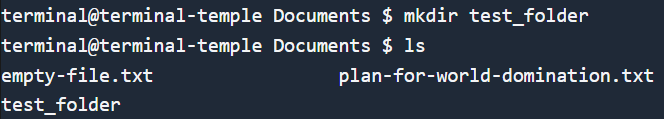 terminal@terminal-temple Documents $ mkdir test_folder
terminal@terminal-temple Documents $ ls
empty-file.txt plan-for-world-domination.txt
test_folder